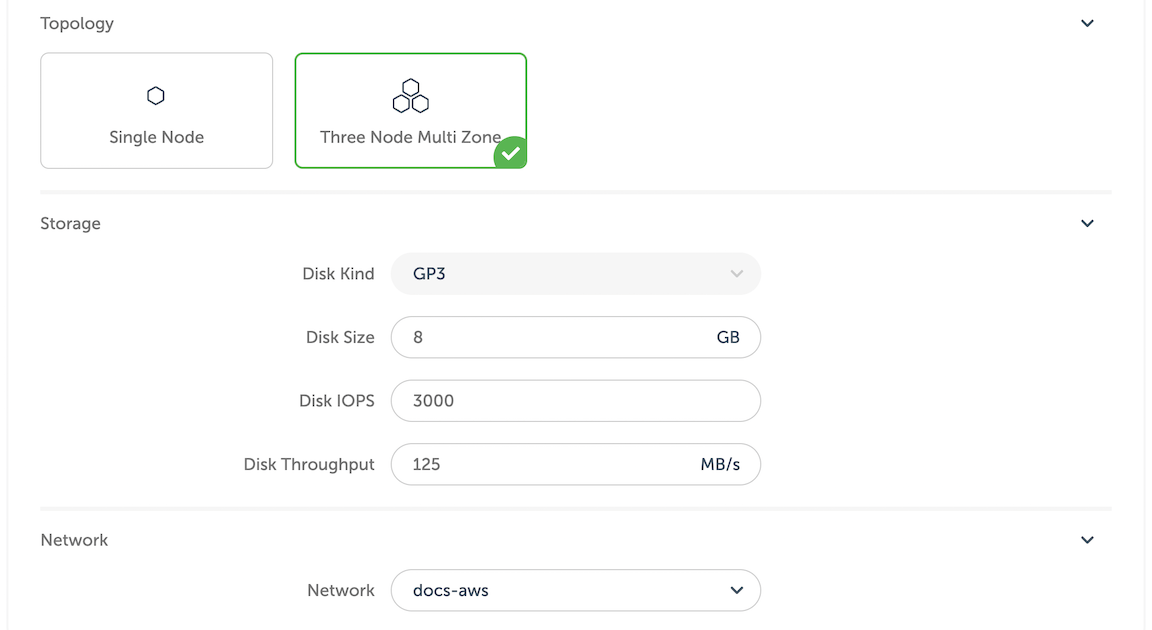 Topology
Single Node
Three Node Multi Zone
Storage
Disk Kind GP3
Disk Size 8 GB
Disk IOPS 3000
Disk Throughput 125 MB/s
Network
Network docs-aws